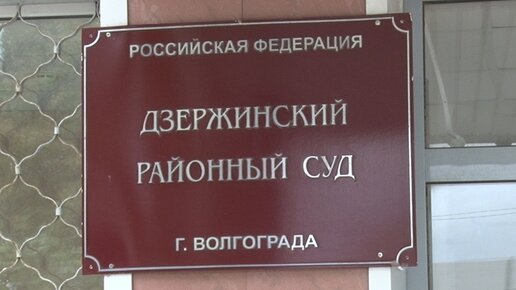 РОССИЙСКАЯ ФЕДЕРАЦИЯ
ДЗЕРЖИНСКИЙ
РАЙОННЫЙ СУД
Г. ВОЛГОГРАДА